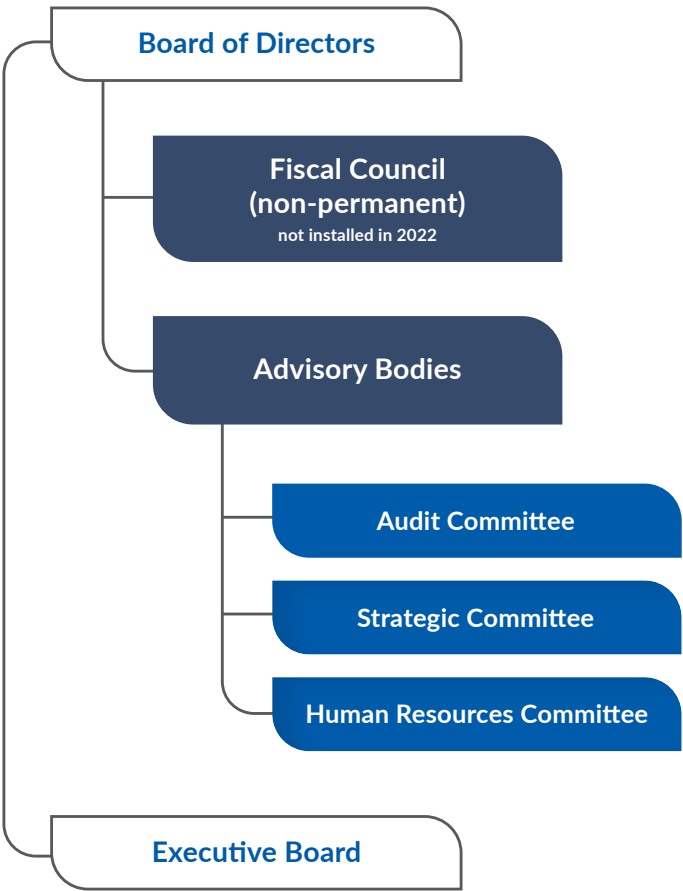 Board of Directors
Fiscal Council
(non-permanent)
not installed in 2022
Advisory Bodies
Audit Committee
Strategic Committee
Human Resources Committee
Executive Board